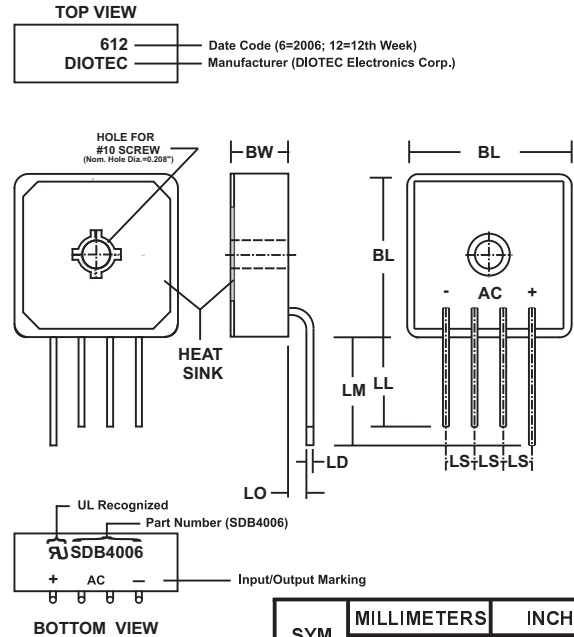 TOP VIEW
612
DIOTEC
Date Code (6=2006; 12=12th Week)
Manufacturer (DIOTEC Electronics Corp.)
HOLE FOR
#10 SCREW
(Nom. Hole Dia.=0.208")
BW
BL
BL
- AC +
HEAT
SINK
LM
LL
LD
LO
LS LS LS
UL Recognized
Part Number (SDB4006)
SDB4006
+ AC —
Input/Output Marking
BOTTOM VIEW
SYM
MILLIMETERS
INCH